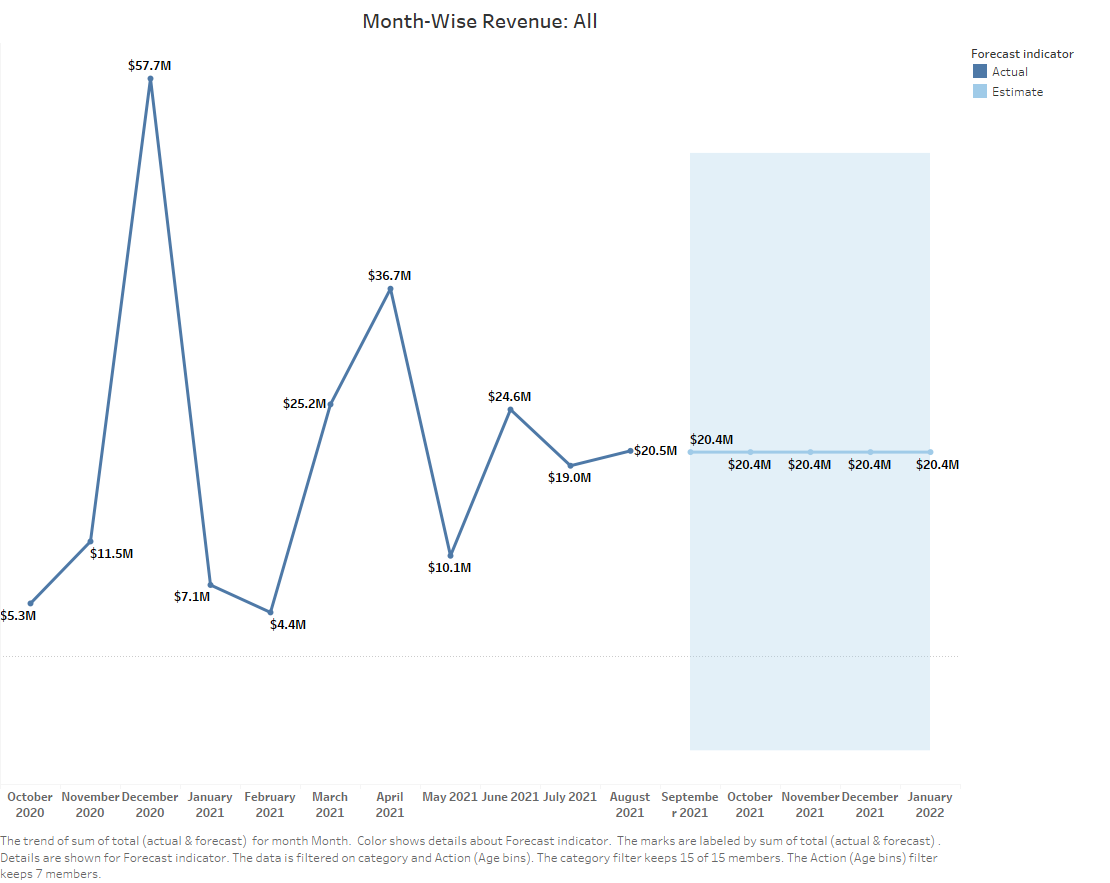 Month-Wise Revenue: All
Forecast indicator
Actual
Estimate
$57.7M
$36.7M
$25.2M
$24.6M
$20.4M
$20.5M
$20.4M
$20.4M
$20.4M
$20.4M
$19.0M
$11.5M
$10.1M
$7.1M
$5.3M
$4.4M
October
2020
November
2020
December
2020
January
2021
February
2021
March
2021
April
2021
May 2021
June 2021
July 2021
August
2021
Septembe
r 2021
October
2021
November
2021
December
2021
January
2022
The trend of sum of total (actual & forecast)  for month Month.  Color shows details about Forecast indicator.  The marks are labeled by sum of total (actual & forecast) .
Details are shown for Forecast indicator. The data is filtered on category and Action (Age bins). The category filter keeps 15 of 15 members. The Action (Age bins) filter
keeps 7 members.